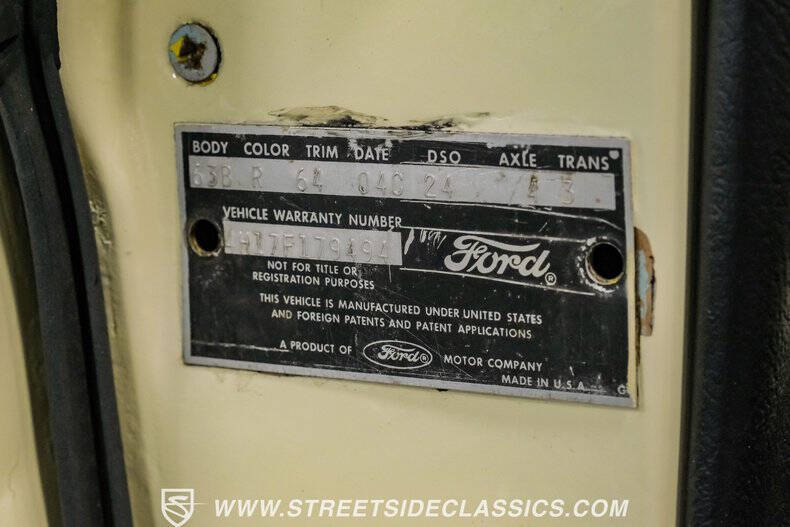 BODY COLOR TRIM DATE DSO AXLE TRANS
63B R 64 04C 24 4 3
VEHICLE WARRANTY NUMBER
4H17F179494
Ford®
NOT FOR TITLE OR
REGISTRATION PURPOSES
THIS VEHICLE IS MANUFACTURED UNDER UNITED STATES
AND FOREIGN PATENTS AND PATENT APPLICATIONS
A PRODUCT OF Ford® MOTOR COMPANY
MADE IN U.S.A. G
WWW.STREETSIDECLASSICS.COM